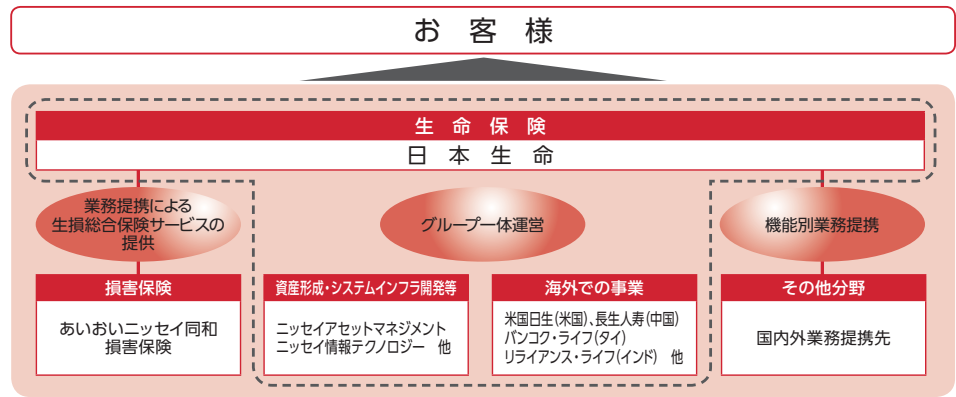 お客様
生命保険
日本生命
業務提携による
生損総合保険サービスの
提供
グループ一体運営
機能別業務提携
損害保険
あいおいニッセイ同和
損害保険
資産形成・システムインフラ開発等
ニッセイアセットマネジメント
ニッセイ情報テクノロジー 他
海外での事業
米国日生(米国)、長生人寿(中国)
バンコク・ライフ(タイ)
リライアンス・ライフ(インド) 他
その他分野
国内外業務提携先